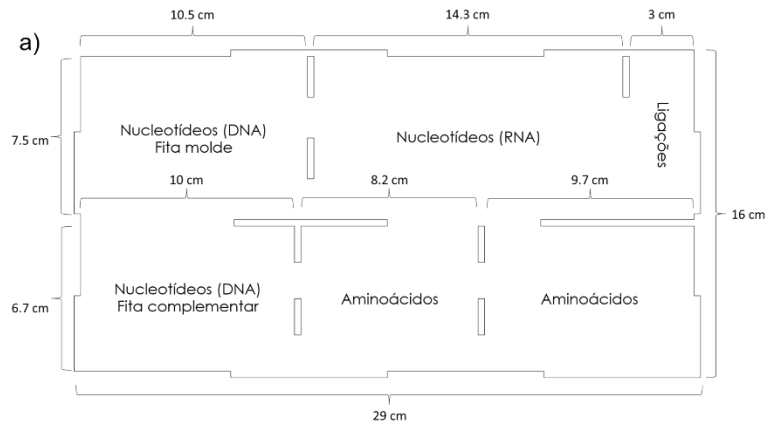 10.5 cm
14.3 cm
3 cm
a)
7.5 cm
Nucleotídeos (DNA)
Fita molde
Nucleotídeos (RNA)
Ligações
10 cm
8.2 cm
9.7 cm
16 cm
6.7 cm
Nucleotídeos (DNA)
Fita complementar
Aminoácidos
Aminoácidos
29 cm